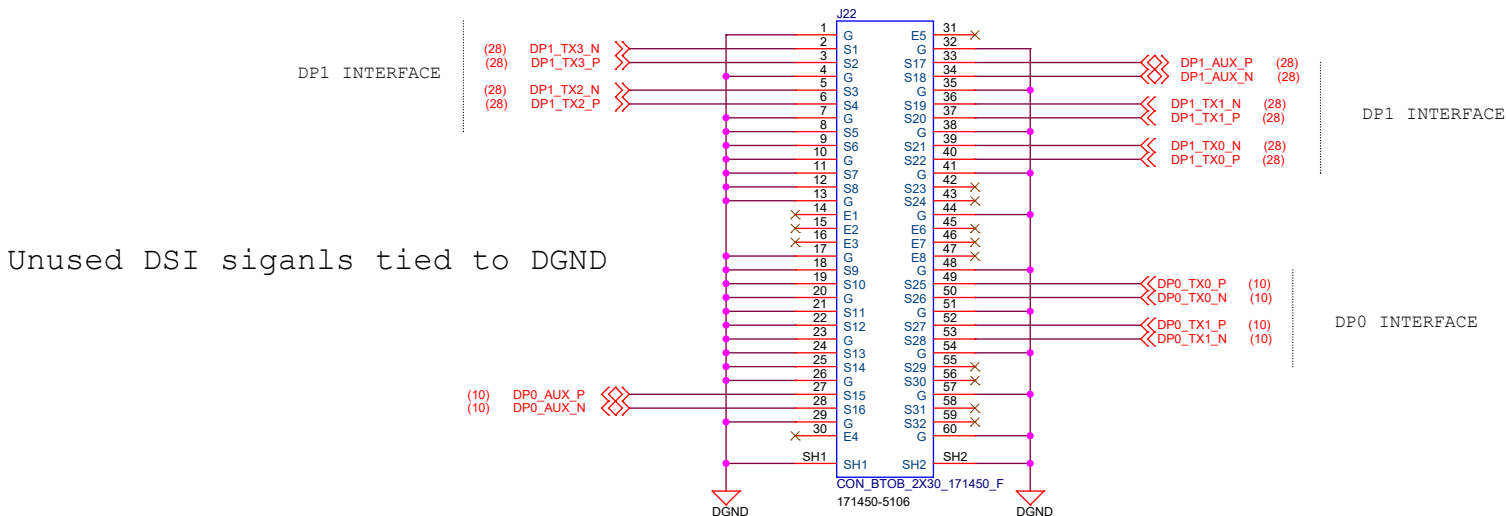 J22
1 G E5 31
2 S1 G 32
(28) DP1_TX3_N 3 S2 S17 33 DP1_AUX_P (28)
(28) DP1_TX3_P 4 G S18 34 DP1_AUX_N (28)
DP1 INTERFACE
5 S3 G 35
(28) DP1_TX2_N 6 S4 S19 36 DP1_TX1_N (28)
(28) DP1_TX2_P 7 G S20 37 DP1_TX1_P (28)
DP1 INTERFACE
8 S5 G 38
9 S6 S21 39 DP1_TX0_N (28)
10 G S22 40 DP1_TX0_P (28)
11 S7 G 41
12 S8 S23 42
13 G S24 43
14 E1 G 44
15 E2 E6 45
16 E3 E7 46
17 G E8 47
Unused DSI siganls tied to DGND
18 S9 G 48
19 S10 S25 49 DP0_TX0_P (10)
20 G S26 50 DP0_TX0_N (10)
21 S11 G 51
22 S12 S27 52 DP0_TX1_P (10)
DP0 INTERFACE
23 G S28 53 DP0_TX1_N (10)
24 S13 G 54
25 S14 S29 55
26 G S30 56
(10) DP0_AUX_P 27 S15 G 57
(10) DP0_AUX_N 28 S16 S31 58
29 G S32 59
30 E4 G 60
SH1 SH1 SH2 SH2
CON_BTOB_2X30_171450_F
171450-5106
DGND DGND